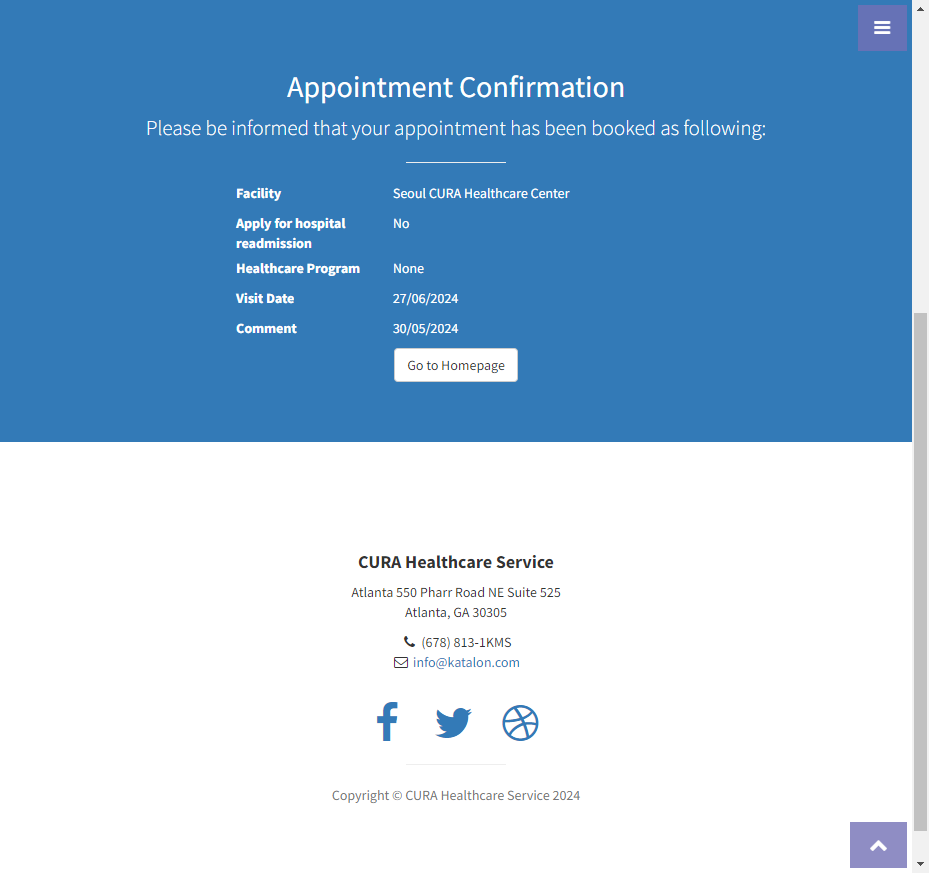 Appointment Confirmation
Please be informed that your appointment has been booked as following:
Facility Seoul CURA Healthcare Center
Apply for hospital readmission No
Healthcare Program None
Visit Date 27/06/2024
Comment 30/05/2024
Go to Homepage
CURA Healthcare Service
Atlanta 550 Pharr Road NE Suite 525
Atlanta, GA 30305
(678) 813-1KMS
info@katalon.com
Copyright © CURA Healthcare Service 2024